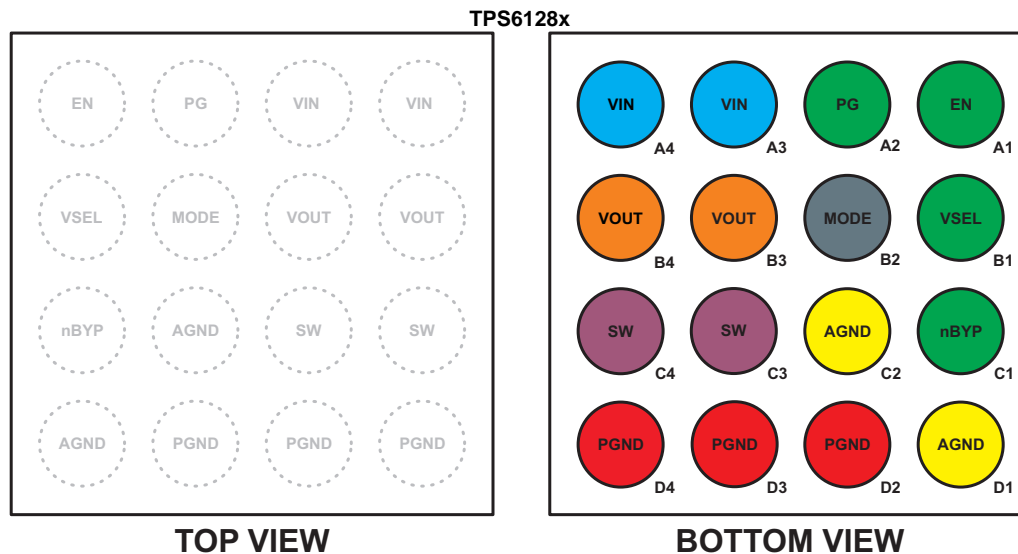 TPS6128x
EN PG VIN VIN
VSEL MODE VOUT VOUT
nBYP AGND SW SW
AGND PGND PGND PGND
TOP VIEW
VIN VIN PG EN
A4 A3 A2 A1
VOUT VOUT MODE VSEL
B4 B3 B2 B1
SW SW AGND nBYP
C4 C3 C2 C1
PGND PGND PGND AGND
D4 D3 D2 D1
BOTTOM VIEW